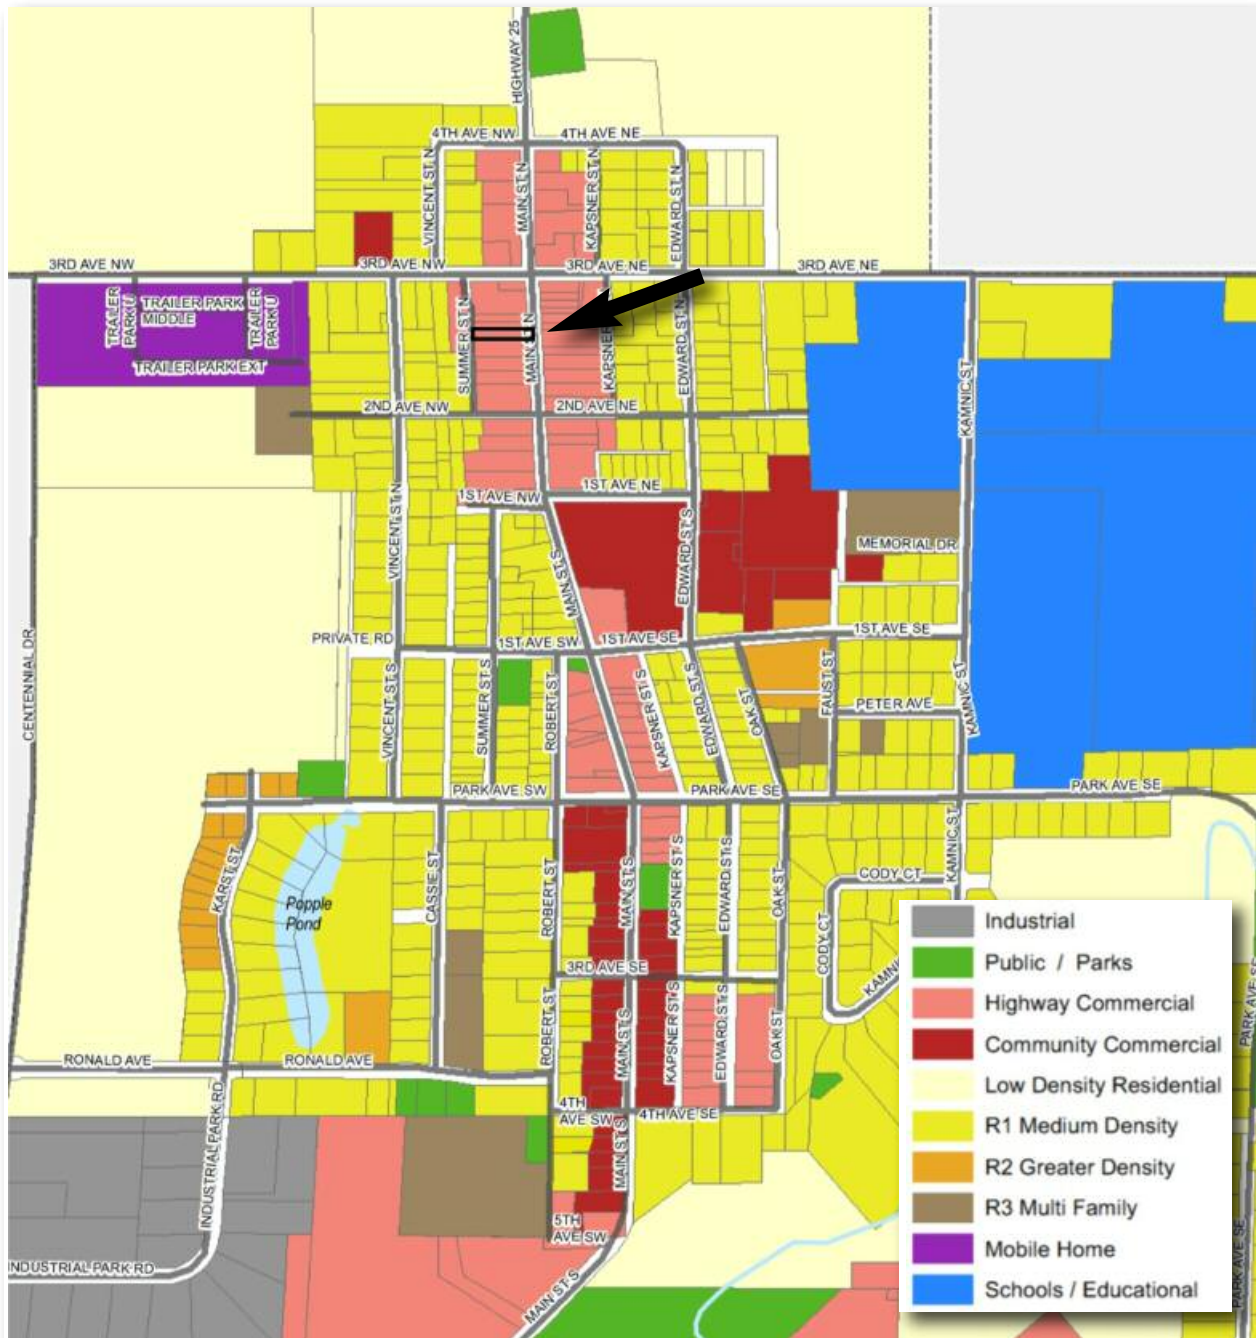 HIGHWAY 25
4TH AVE NW
4TH AVE NE
VINCENT ST N
MAIN ST N
KAPSNER ST N
EDWARD ST N
3RD AVE NW
3RD AVE NW
3RD AVE NE
3RD AVE NE
TRAILER
PARK
TRAILER PARK
MIDDLE
TRAILER
PARK
TRAILER PARK EXT
SUMMER ST N
MAIN
N
KAPSNER
EDWARD ST N
KAMNIC ST
2ND AVE NW
2ND AVE NE
1ST AVE NW
1ST AVE NE
VINCENT ST N
MAIN ST S
EDWARD ST S
MEMORIAL DR
CENTENNIAL DR
PRIVATE RD
1ST AVE SW
1ST AVE SE
1ST AVE SE
VINCENT ST S
SUMMER ST S
ROBERT ST
KAPSNER ST S
EDWARD ST S
OAK ST
FAUST ST
PETER AVE
KAMNIC ST
PARK AVE SW
PARK AVE SE
PARK AVE SE
KARST ST
Popple
Pond
CASSIE ST
ROBERT ST
MAIN ST S
KAPSNER ST S
EDWARD ST S
OAK ST
CODY CT
CODY CT
KAMNIC ST
KAMNI
3RD AVE SE
RONALD AVE
RONALD AVE
ROBERT ST
MAIN ST S
KAPSNER ST S
EDWARD ST S
OAK ST
4TH
AVE SW
4TH AVE SE
INDUSTRIAL PARK RD
MAIN ST S
5TH
AVE SW
INDUSTRIAL PARK RD
MAIN ST S
PARK AVE SE
PARK AVE SE
Industrial
Public / Parks
Highway Commercial
Community Commercial
Low Density Residential
R1 Medium Density
R2 Greater Density
R3 Multi Family
Mobile Home
Schools / Educational